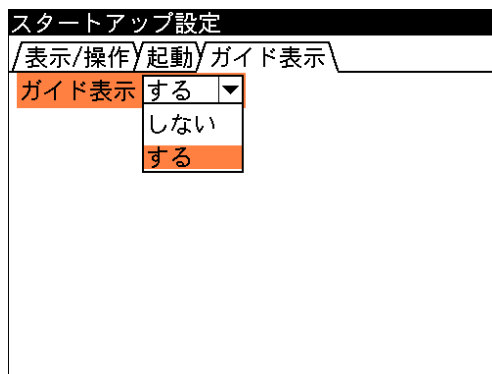 スタートアップ設定
表示/操作 起動 ガイド表示
ガイド表示 する ▼
しない
する